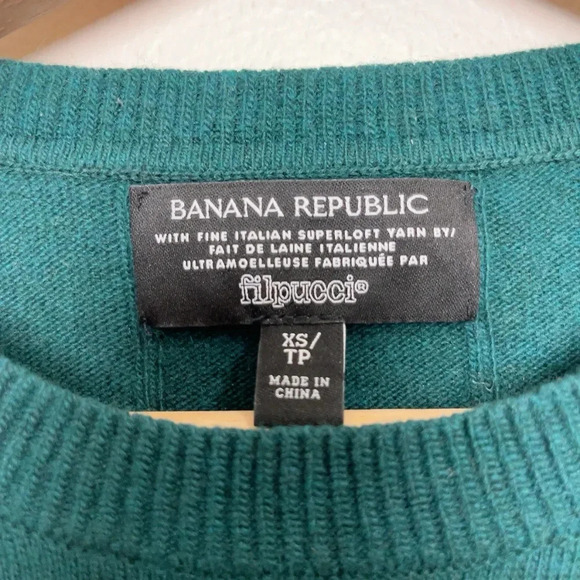 BANANA REPUBLIC
WITH FINE ITALIAN SUPERLOFT YARN BY/
FAIT DE LAINE ITALIENNE
ULTRAMOELLEUSE FABRIQUÉE PAR
filpucci®
XS/
TP
MADE IN
CHINA